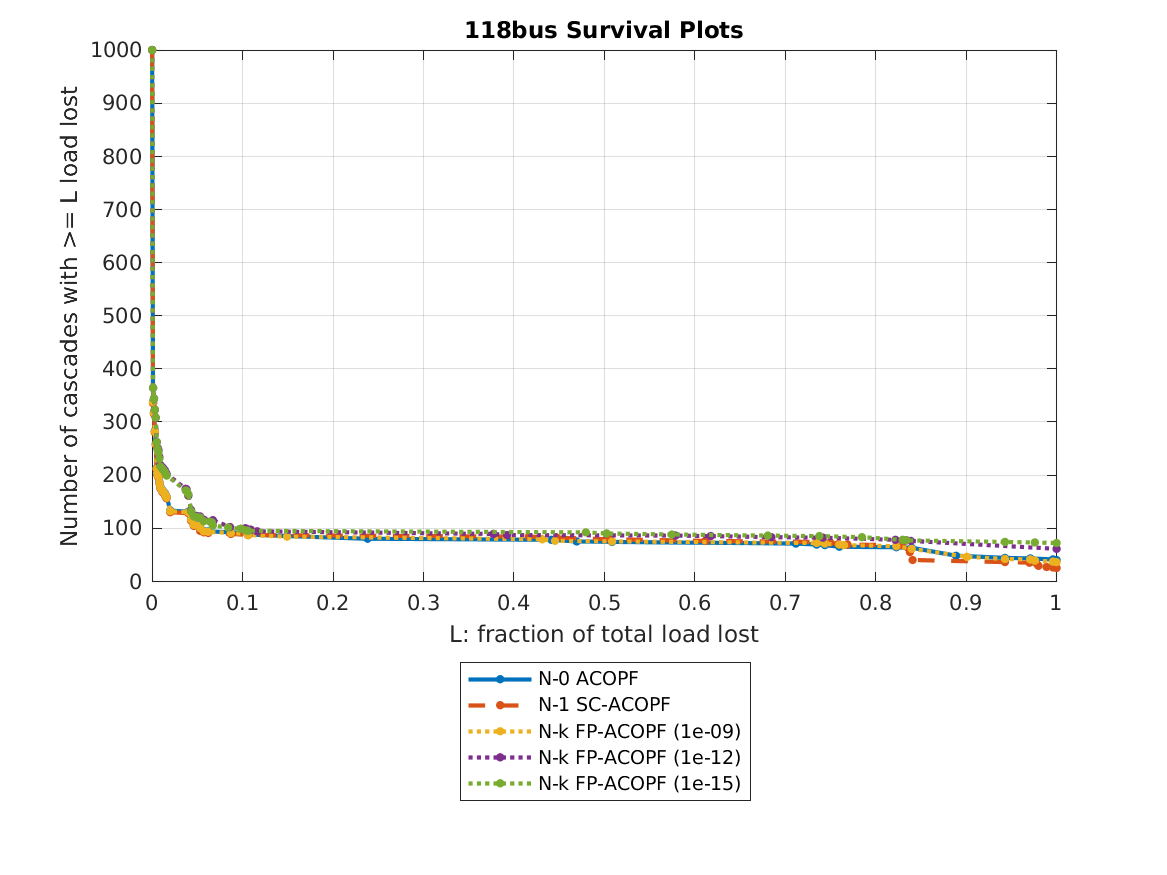 118bus Survival Plots
Number of cascades with >= L load lost
1000
900
800
700
600
500
400
300
200
100
0
0 0.1 0.2 0.3 0.4 0.5 0.6 0.7 0.8 0.9 1
L: fraction of total load lost
N-0 ACOPF
N-1 SC-ACOPF
N-k FP-ACOPF (1e-09)
N-k FP-ACOPF (1e-12)
N-k FP-ACOPF (1e-15)